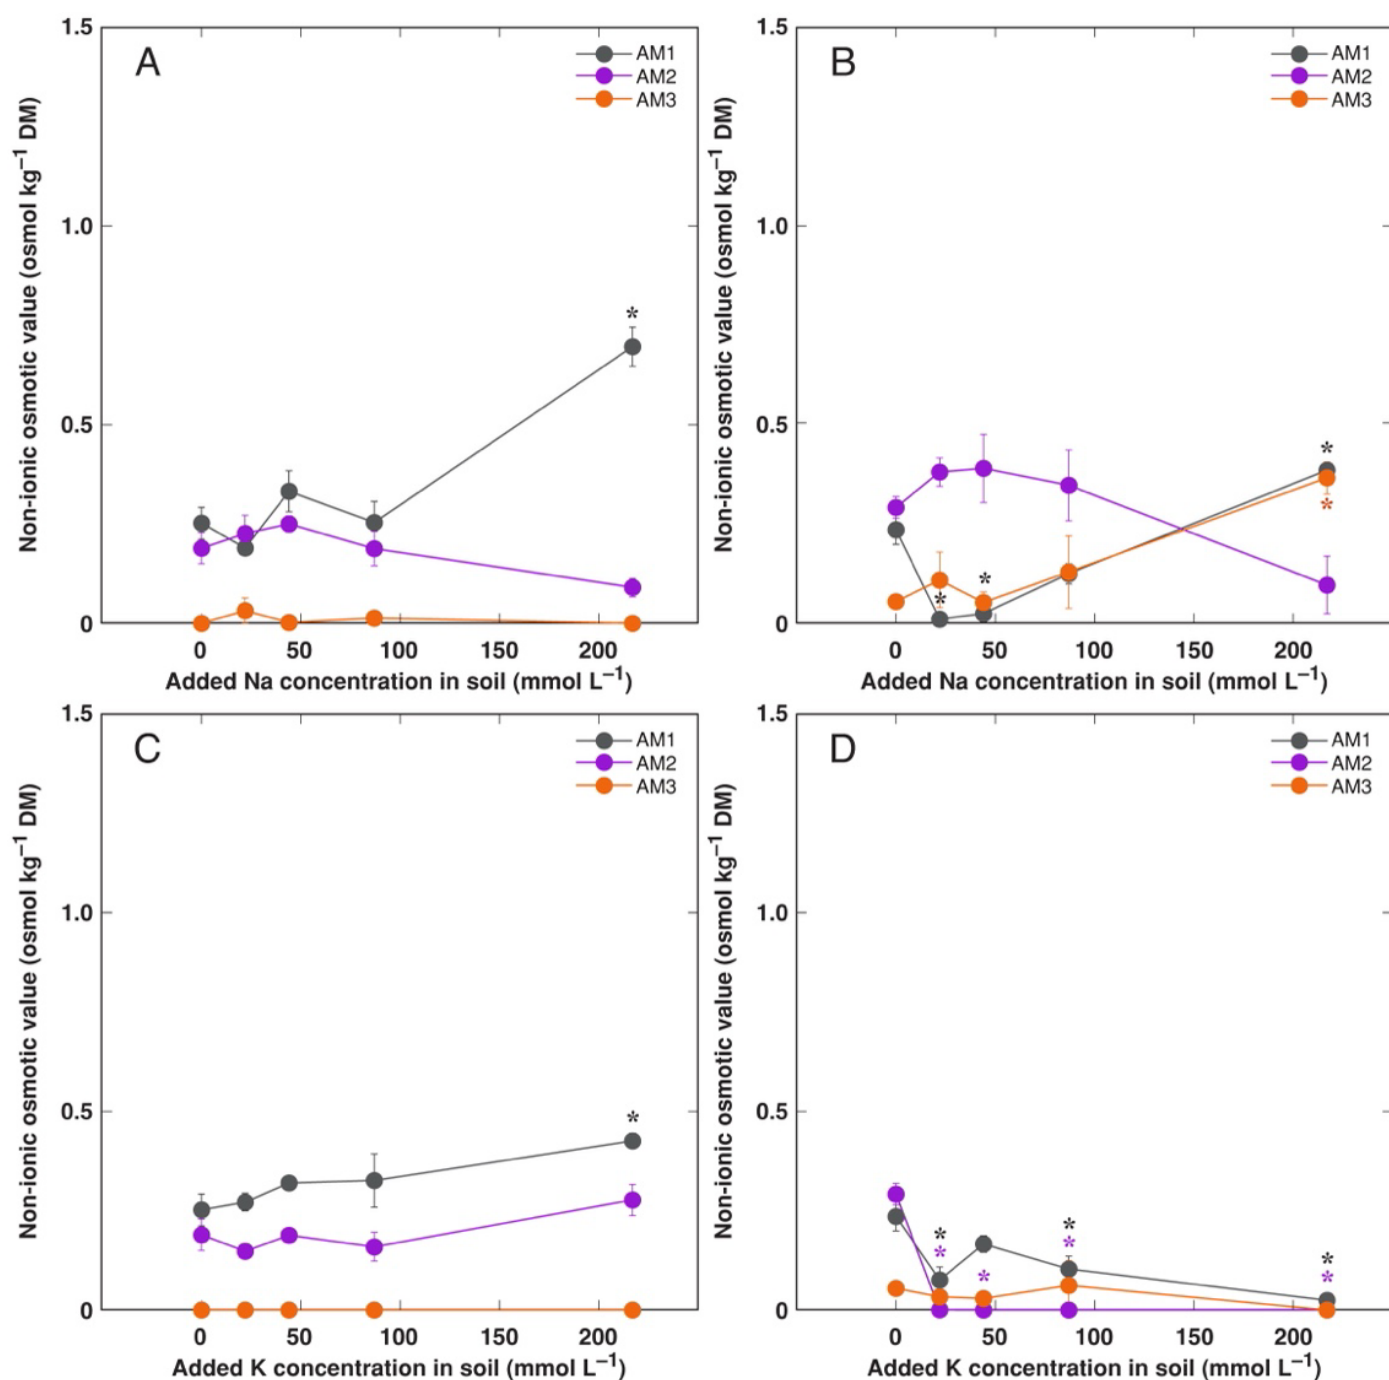 A
AM1
AM2
AM3
1.5
1.0
0.5
0
Non-ionic osmotic value (osmol kg⁻¹ DM)
*
0 50 100 150 200
Added Na concentration in soil (mmol L⁻¹)
B
AM1
AM2
AM3
1.5
1.0
0.5
0
Non-ionic osmotic value (osmol kg⁻¹ DM)
* * * *
0 50 100 150 200
Added Na concentration in soil (mmol L⁻¹)
C
AM1
AM2
AM3
1.5
1.0
0.5
0
Non-ionic osmotic value (osmol kg⁻¹ DM)
*
0 50 100 150 200
Added K concentration in soil (mmol L⁻¹)
D
AM1
AM2
AM3
1.5
1.0
0.5
0
Non-ionic osmotic value (osmol kg⁻¹ DM)
* * * * * * *
0 50 100 150 200
Added K concentration in soil (mmol L⁻¹)